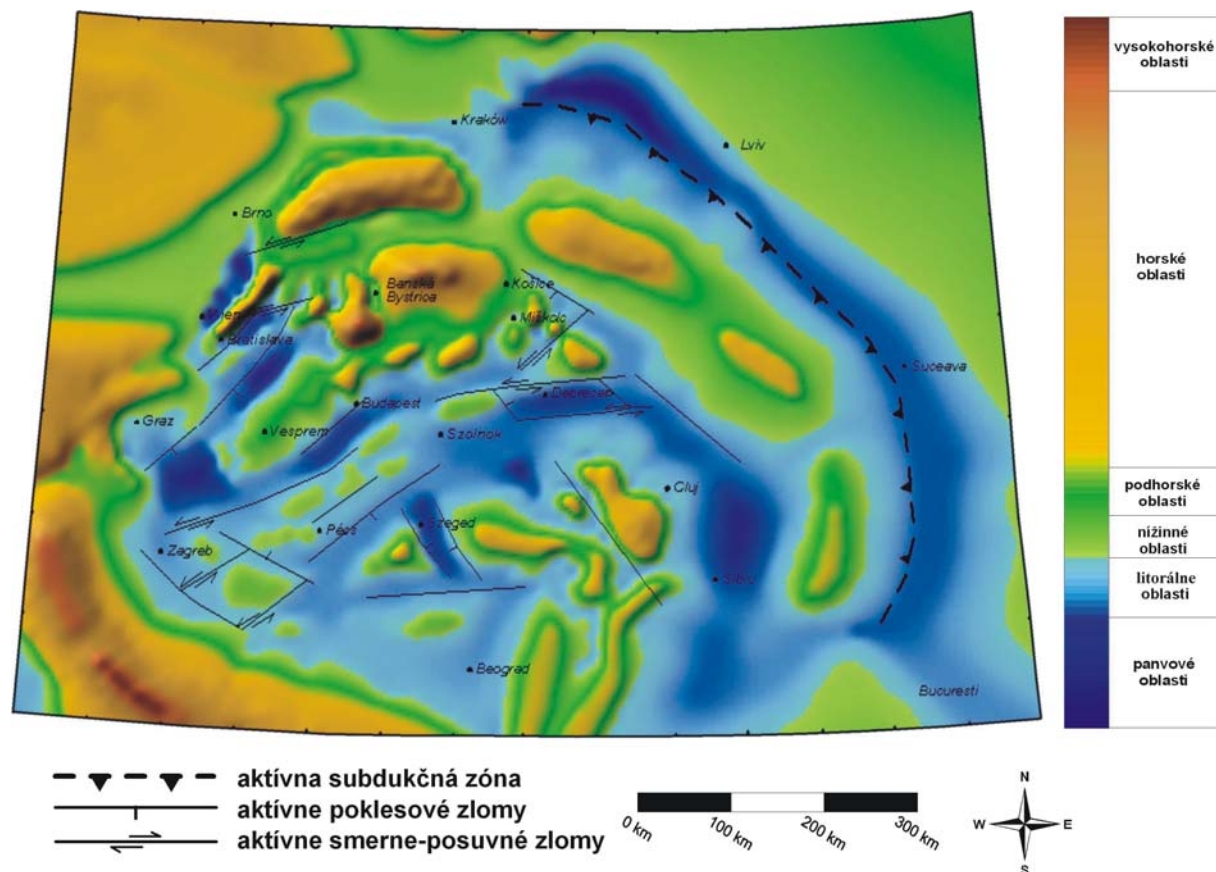 Kraków
Lviv
Brno
Banská
Bystrica
Košice
Miškolc
Wien
Bratislava
Suceava
Graz
Budapest
Debrecen
Vesprem
Szolnok
Cluj
Pécs
Szeged
Zagreb
Sibiu
Beograd
Bucuresti
vysokohorské
oblasti
horské
oblasti
podhorské
oblasti
nížinné
oblasti
litorálne
oblasti
panvové
oblasti
aktívna subdukčná zóna
aktívne poklesové zlomy
aktívne smerne-posuvné zlomy
0 km
100 km
200 km
300 km
N
W
E
S